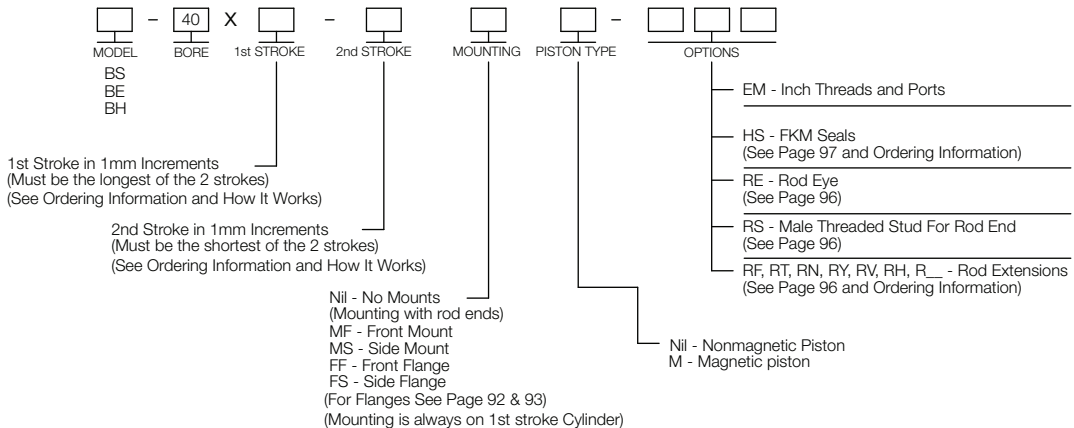 - 40 X - -
MODEL BORE 1st STROKE 2nd STROKE MOUNTING PISTON TYPE OPTIONS
BS
BE
BH
EM - Inch Threads and Ports
HS - FKM Seals
(See Page 97 and Ordering Information)
RE - Rod Eye
(See Page 96)
RS - Male Threaded Stud For Rod End
(See Page 96)
RF, RT, RN, RY, RV, RH, R__ - Rod Extensions
(See Page 96 and Ordering Information)
1st Stroke in 1mm Increments
(Must be the longest of the 2 strokes)
(See Ordering Information and How It Works)
2nd Stroke in 1mm Increments
(Must be the shortest of the 2 strokes)
(See Ordering Information and How It Works)
Nil - No Mounts
(Mounting with rod ends)
MF - Front Mount
MS - Side Mount
FF - Front Flange
FS - Side Flange
(For Flanges See Page 92 & 93)
(Mounting is always on 1st stroke Cylinder)
Nil - Nonmagnetic Piston
M - Magnetic piston